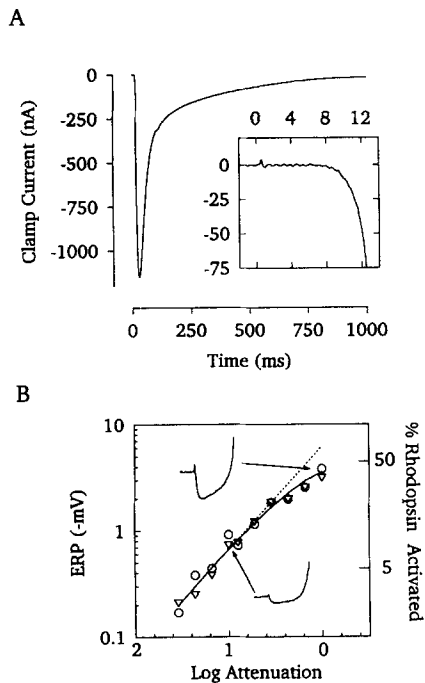 A
0
-250
-500
-750
-1000
Clamp Current (nA)
0 4 8 12
0
-25
-50
-75
0 250 500 750 1000
Time (ms)
B
10
1
0.1
ERP (-mV)
50
5
% Rhodopsin Activated
2 1 0
Log Attenuation